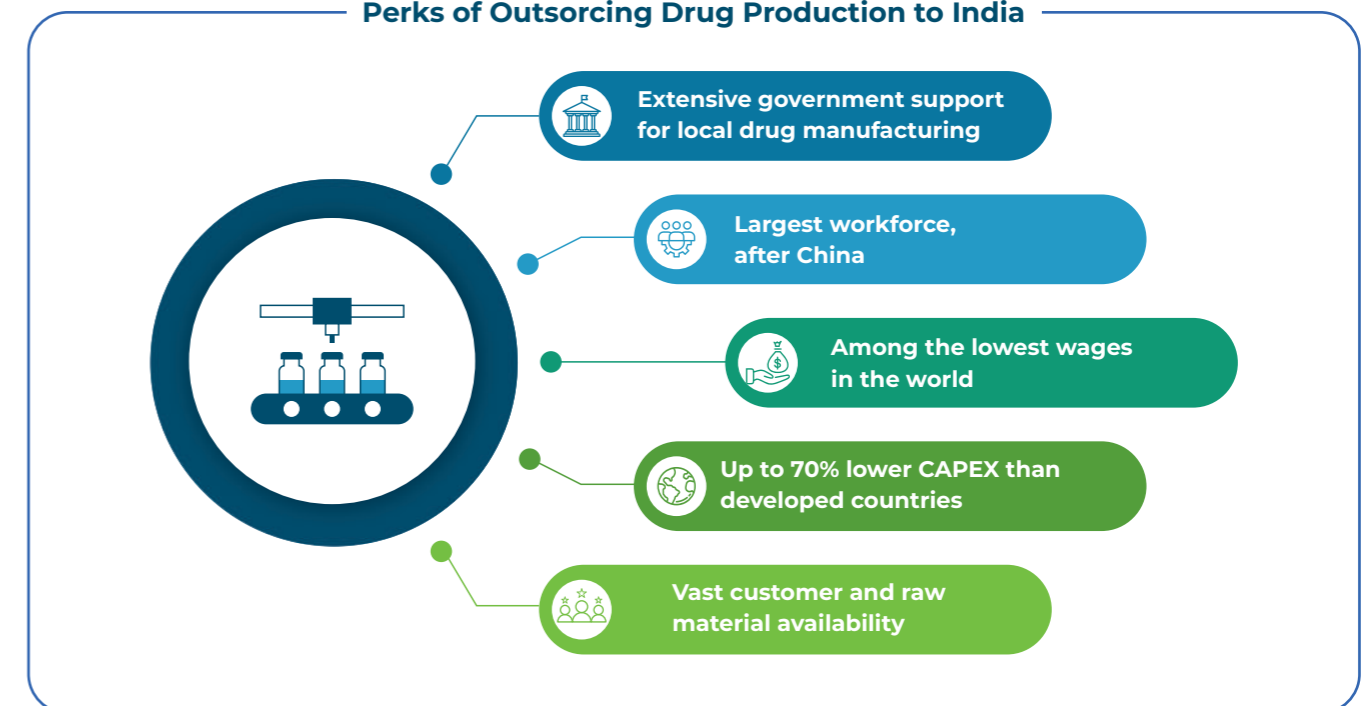 Perks of Outsorcing Drug Production to India
Extensive government support
for local drug manufacturing
Largest workforce,
after China
Among the lowest wages
in the world
Up to 70% lower CAPEX than
developed countries
Vast customer and raw
material availability